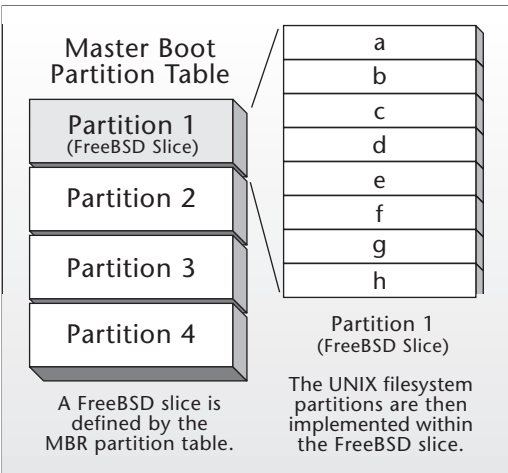 Master Boot
Partition Table
Partition 1
(FreeBSD Slice)
Partition 2
Partition 3
Partition 4
A FreeBSD slice is
defined by the
MBR partition table.
a
b
c
d
e
f
g
h
Partition 1
(FreeBSD Slice)
The UNIX filesystem
partitions are then
implemented within
the FreeBSD slice.